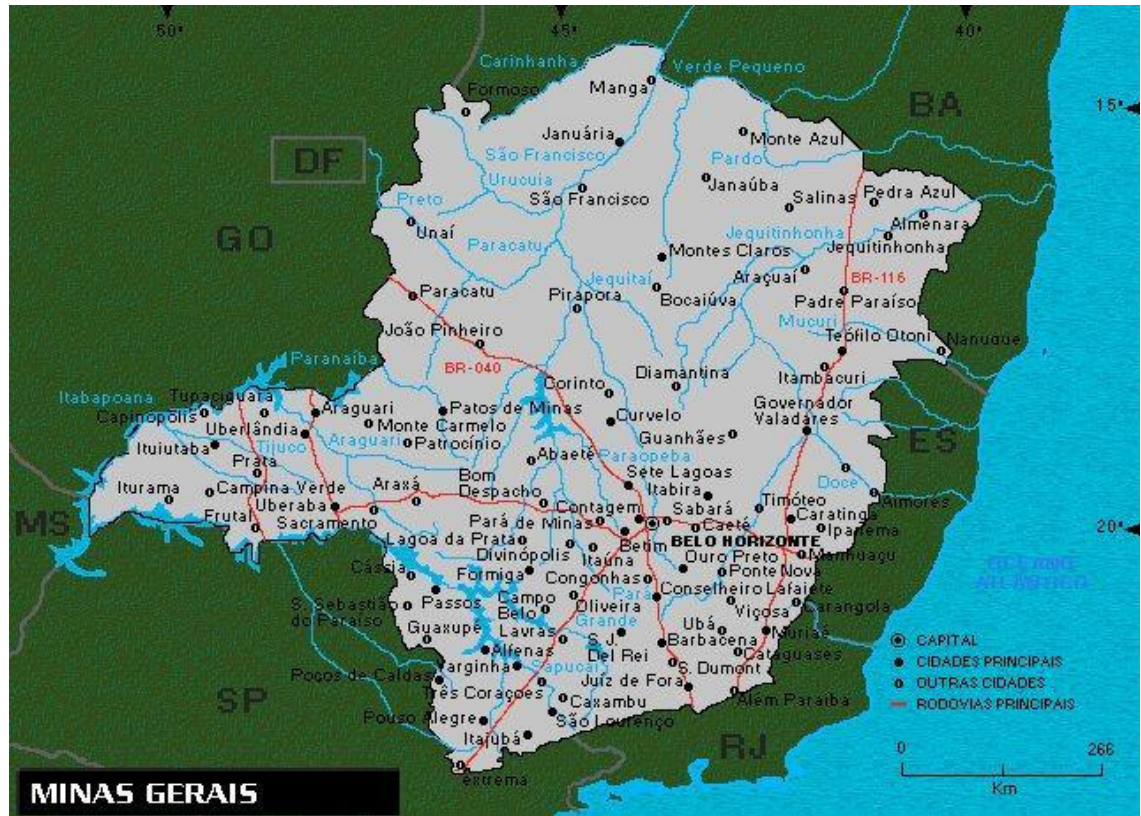 50°
45°
40°
Carinhanha
Verde Pequeno
Formoso
Manga
BA
15°
Januária
Monte Azul
DF
São Francisco
Pardo
Urucuia
Janaúba
Preto
São Francisco
Salinas
Pedra Azul
Unaí
Almenara
GO
Paracatu
Jequitinhonha
Jequitinhonha
Montes Claros
Araçuaí
Jequitaí
BR-116
Paracatu
Pirapora
Bocaiúva
Padre Paraíso
Mucuri
João Pinheiro
Teófilo Otoni
Nanuque
Paranaíba
BR-040
Itambacuri
Itabapoana
Tupaciguara
Corinto
Diamantina
Capinopólis
Araguari
Patos de Minas
Governador
Valadares
Uberlândia
Monte Carmelo
Curvelo
Ituiutaba
Tijuco
Araguari
Patrocínio
Guanhães
ES
Prata
Abaeté
Paraopeba
Iturama
Campina Verde
Araxá
Bom
Despacho
Sete Lagoas
Itabira
Doce
Uberaba
Timóteo
Aimores
MS
Frutal
Sacramento
Contagem
Sabará
Caratinga
Pará de Minas
Caeté
Ipanema
20°
Lagoa da Prata
Betim
BELO HORIZONTE
Divinópolis
Itaúna
Ouro Preto
Manhuaçu
Cássia
Formiga
Congonhas
Ponte Nova
OCEANO
ATLÂNTICO
Passos
Campo
Belo
Oliveira
Pará
Conselheiro Lafaiete
S. Sebastião
do Paraíso
Viçosa
Carangola
Guaxupé
Lavras
Grande
Ubá
Muriaé
CAPITAL
Alfenas
S. J.
Del Rei
Barbacena
Cataguases
CIDADES PRINCIPAIS
Varginha
Sapucaí
S. Dumont
OUTRAS CIDADES
Poços de Caldas
Três Coraçoes
Juíz de Fora
Além Paraiba
RODOVIAS PRINCIPAIS
SP
Caxambu
Pouso Alegre
São Lourenço
Itajubá
RJ
0
266
Km
extrema
MINAS GERAIS